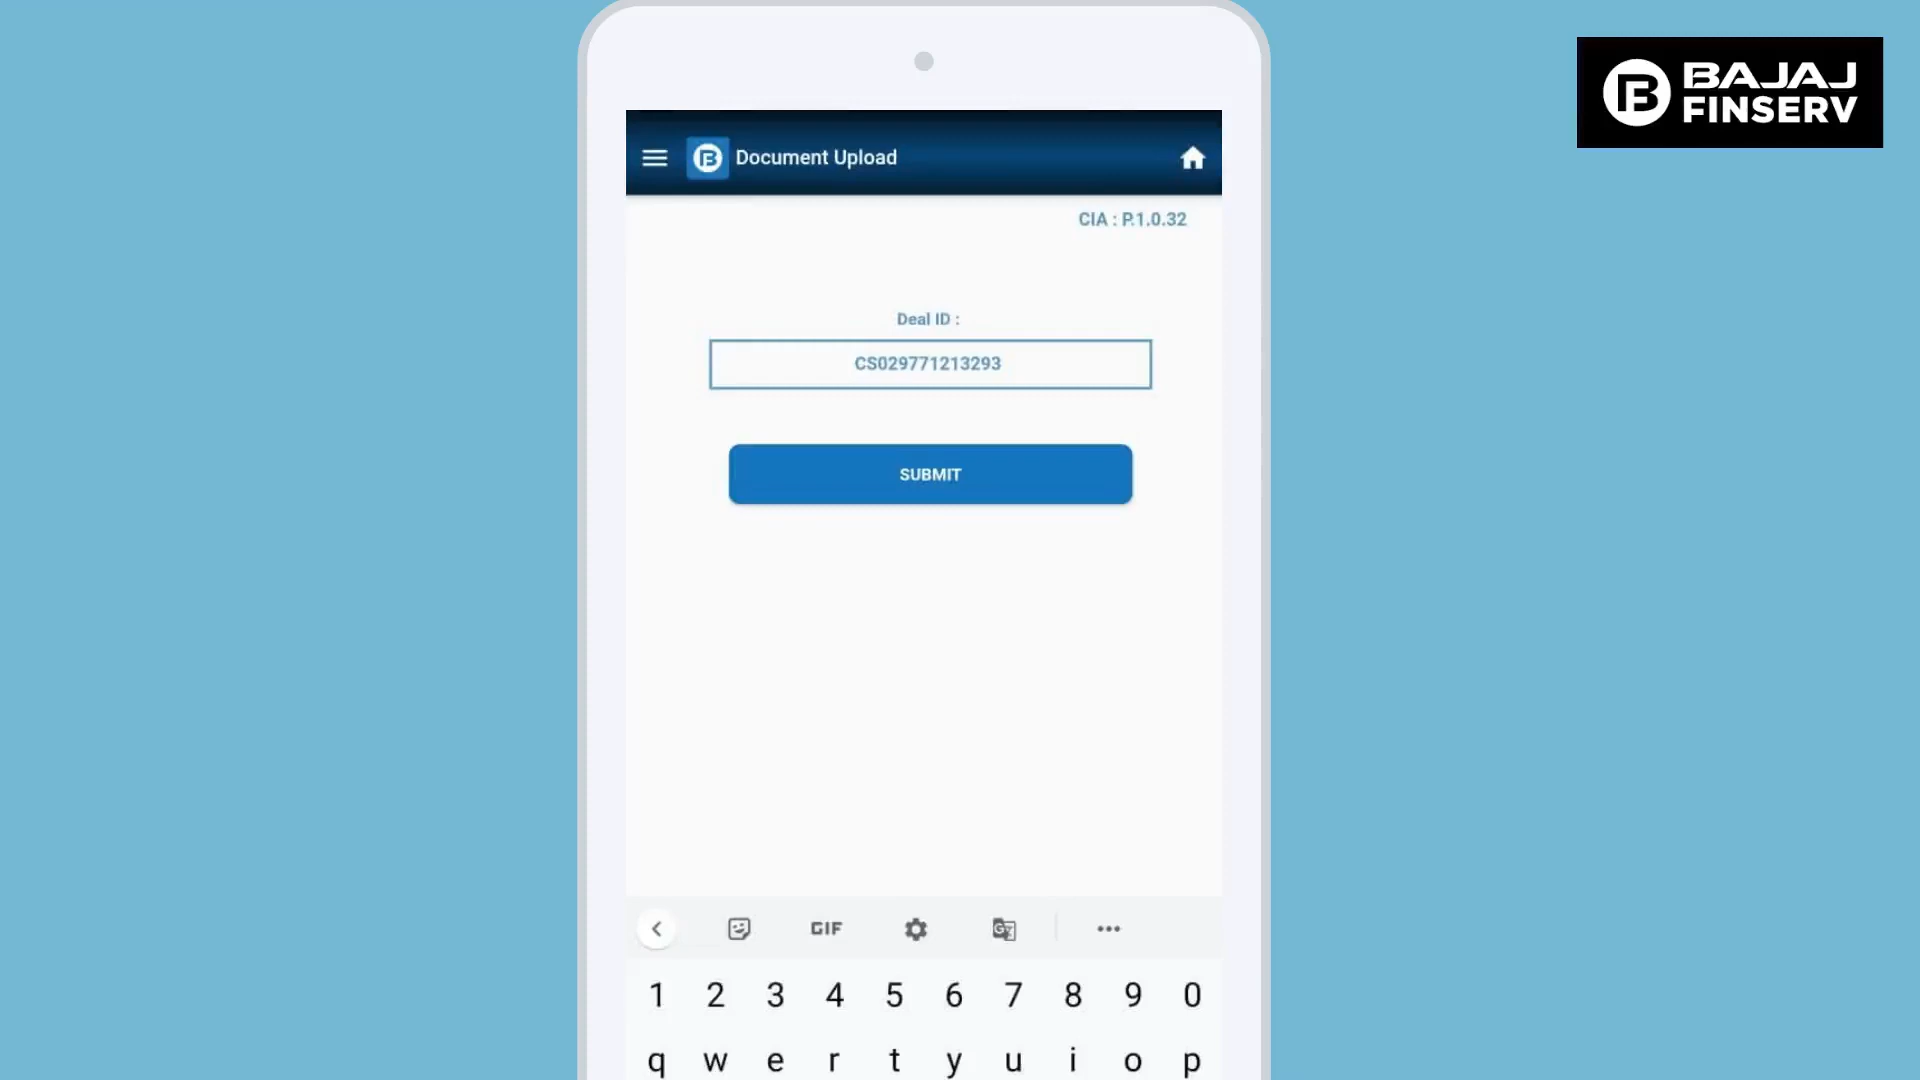 BAJAJ
FINSERV
Document Upload
CIA : P.1.0.32
Deal ID :
CS029771213293
SUBMIT
GIF
1 2 3 4 5 6 7 8 9 0
q w e r t y u i o p